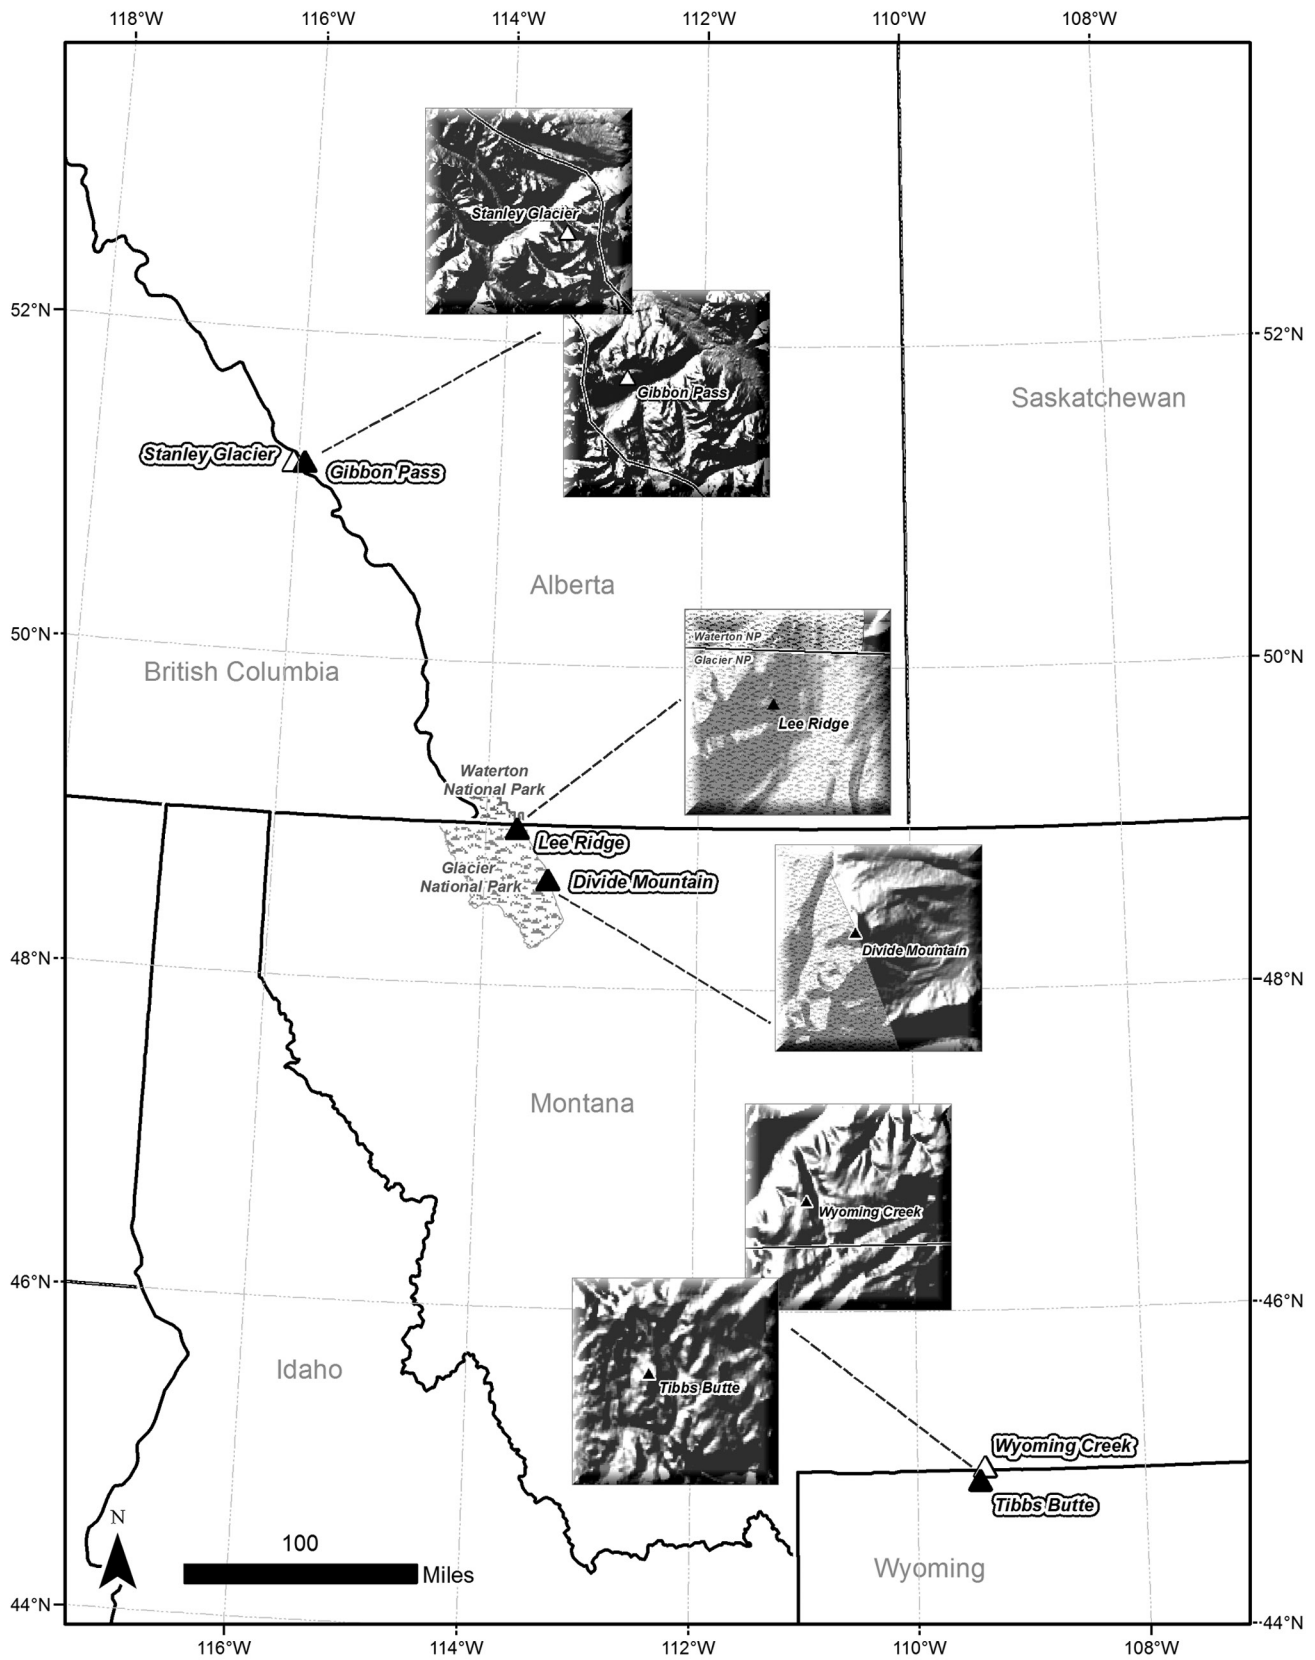 118°W 116°W 114°W 112°W 110°W 108°W
Stanley Glacier
52°N
52°N
Gibbon Pass
Saskatchewan
Stanley Glacier
Gibbon Pass
Alberta
50°N
Waterton NP
50°N
Glacier NP
British Columbia
Lee Ridge
Waterton
National Park
Lee Ridge
Glacier
National Park
Divide Mountain
Divide Mountain
48°N
48°N
Montana
Wyoming Creek
46°N
46°N
Idaho
Tibbs Butte
Wyoming Creek
Tibbs Butte
N
100
Miles
Wyoming
44°N
44°N
116°W 114°W 112°W 110°W 108°W